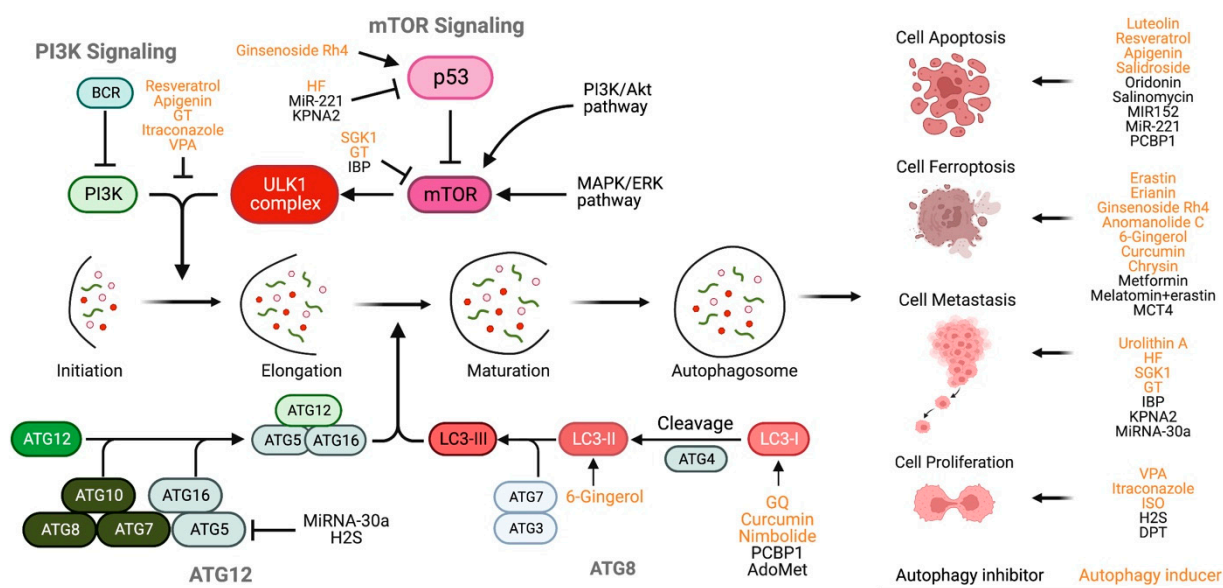 PI3K Signaling
mTOR Signaling
BCR
Resveratrol
Apigenin
GT
Itraconazole
VPA
PI3K
Ginsenoside Rh4
HF
MiR-221
KPNA2
p53
SGK1
GT
IBP
ULK1
complex
mTOR
PI3K/Akt
pathway
MAPK/ERK
pathway
Initiation
Elongation
Maturation
Autophagosome
ATG12
ATG12
ATG5
ATG16
LC3-III
LC3-II
Cleavage
ATG4
LC3-I
ATG10
ATG8
ATG7
ATG16
ATG5
MiRNA-30a
H2S
ATG7
ATG3
6-Gingerol
GQ
Curcumin
Nimbolide
PCBP1
AdoMet
ATG12
ATG8
Cell Apoptosis
Luteolin
Resveratrol
Apigenin
Salidroside
Oridonin
Salinomycin
MIR152
MiR-221
PCBP1
Cell Ferroptosis
Erastin
Erianin
Ginsenoside Rh4
Anomanolide C
6-Gingerol
Curcumin
Chrysin
Metformin
Melatomin+erastin
MCT4
Cell Metastasis
Urolithin A
HF
SGK1
GT
IBP
KPNA2
MiRNA-30a
Cell Proliferation
VPA
Itraconazole
ISO
H2S
DPT
Autophagy inhibitor
Autophagy inducer